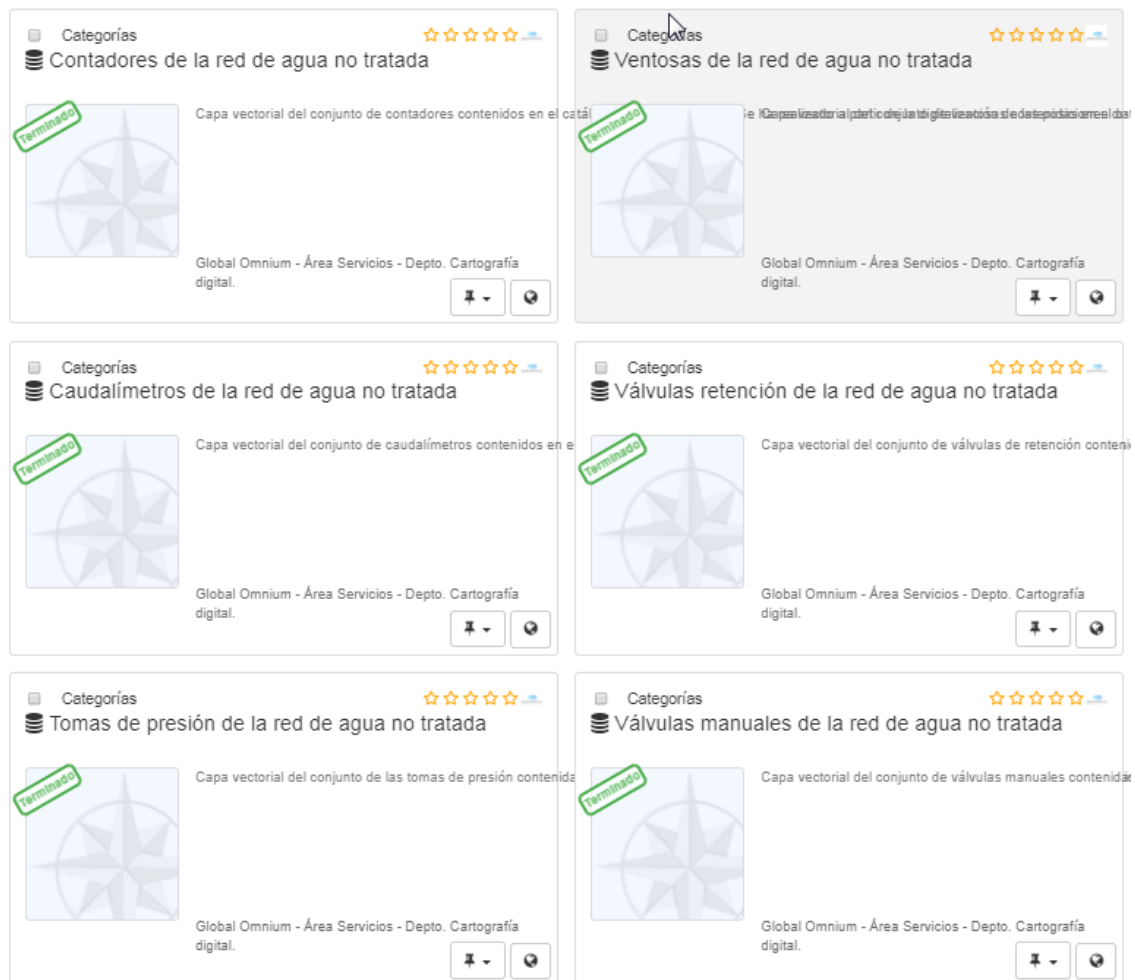 Categorías
Contadores de la red de agua no tratada
Terminado
Capa vectorial del conjunto de contadores contenidos en el catál
Global Omnium - Área Servicios - Depto. Cartografía
digital.
Categorías
Ventosas de la red de agua no tratada
Terminado
Global Omnium - Área Servicios - Depto. Cartografía
digital.
Categorías
Caudalímetros de la red de agua no tratada
Terminado
Capa vectorial del conjunto de caudalímetros contenidos en e
Global Omnium - Área Servicios - Depto. Cartografía
digital.
Categorías
Válvulas retención de la red de agua no tratada
Terminado
Capa vectorial del conjunto de válvulas de retención conteni
Global Omnium - Área Servicios - Depto. Cartografía
digital.
Categorías
Tomas de presión de la red de agua no tratada
Terminado
Capa vectorial del conjunto de las tomas de presión contenida
Global Omnium - Área Servicios - Depto. Cartografía
digital.
Categorías
Válvulas manuales de la red de agua no tratada
Terminado
Capa vectorial del conjunto de válvulas manuales
Global Omnium - Área Servicios - Depto. Cartografía
digital.